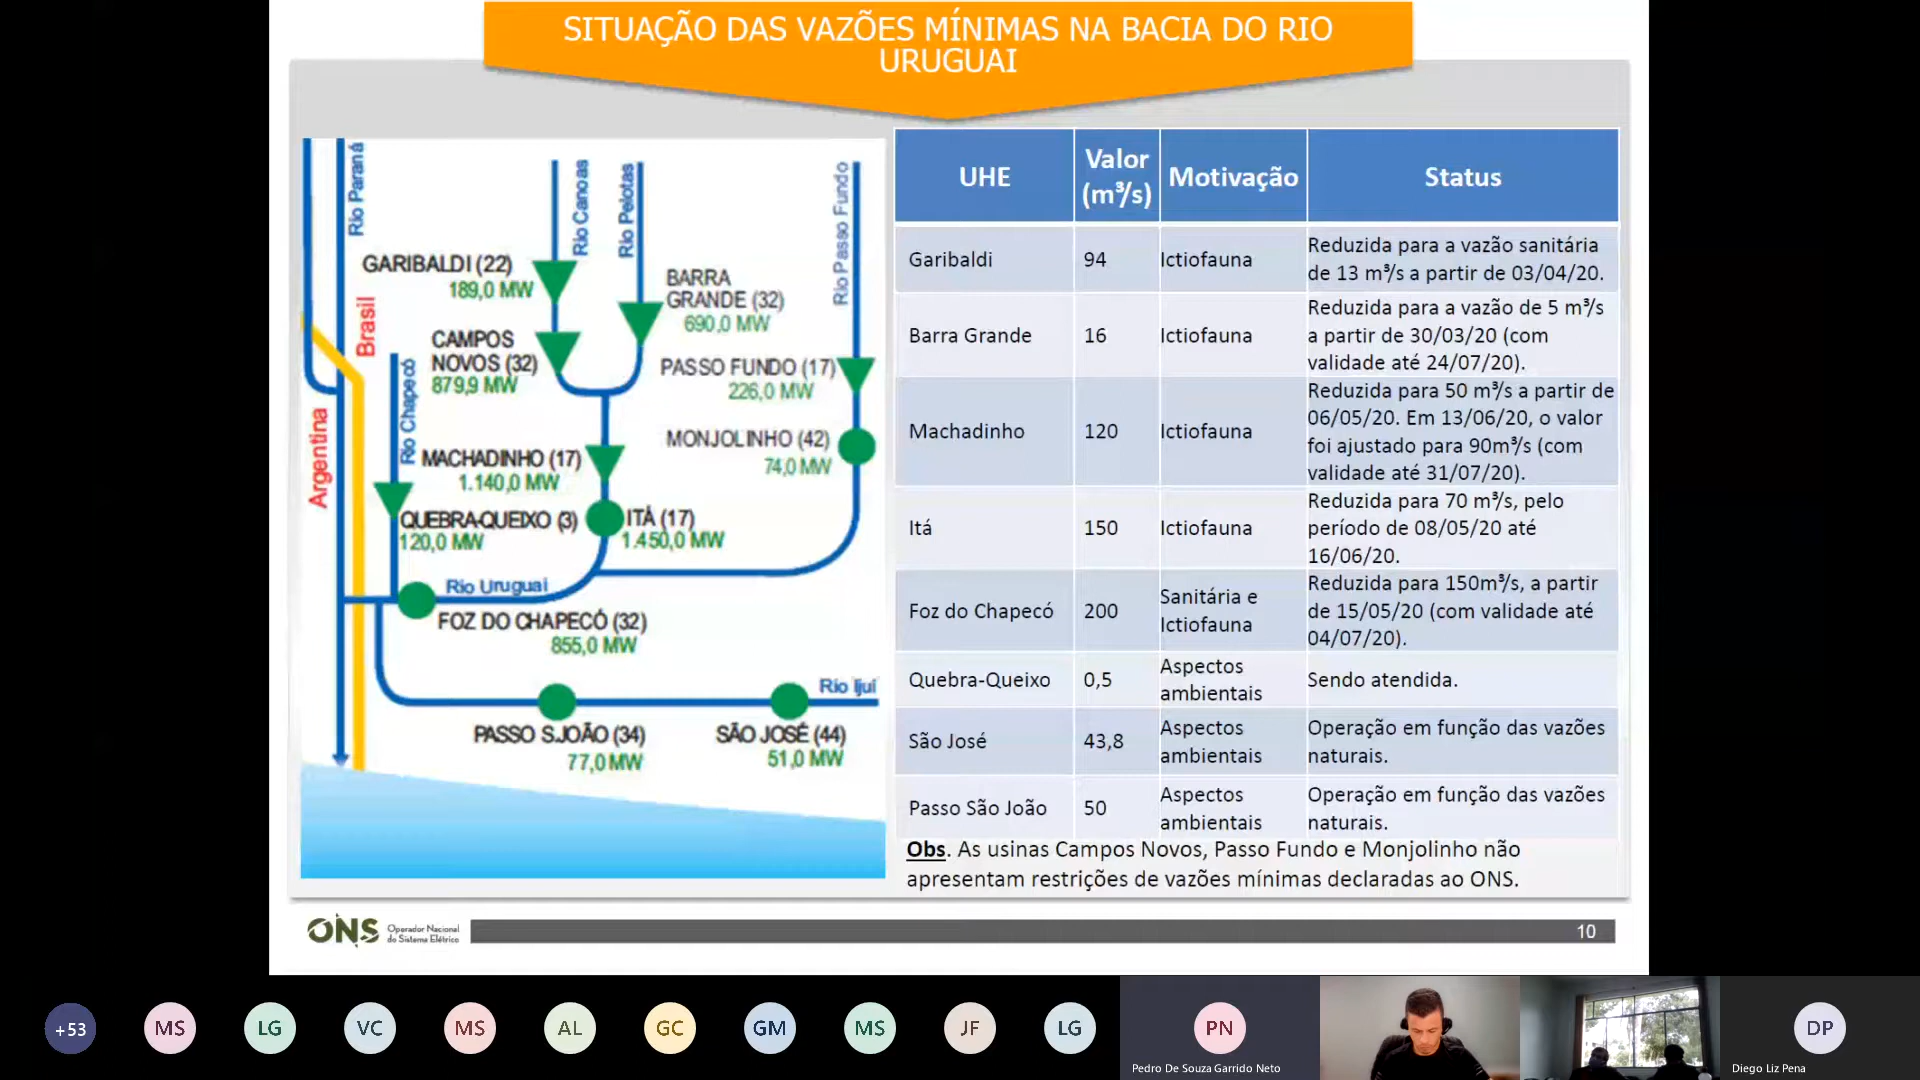 SITUAÇÃO DAS VAZÕES MÍNIMAS NA BACIA DO RIO
URUGUAI
Rio Paraná
Rio Canoas
Rio Pelotas
Rio Passo Fundo
GARIBALDI (22)
189,0 MW
BARRA
GRANDE (32)
690,0 MW
Brasil
CAMPOS
NOVOS (32)
879,9 MW
PASSO FUNDO (17)
226,0 MW
Rio Chapecó
Argentina
MONJOLINHO (42)
74,0 MW
MACHADINHO (17)
1.140,0 MW
QUEBRA-QUEIXO (3)
120,0 MW
ITÁ (17)
1.450,0 MW
Rio Uruguai
FOZ DO CHAPECÓ (32)
855,0 MW
Rio Ijuí
PASSO S.JOÃO (34)
77,0 MW
SÃO JOSÉ (44)
51,0 MW
UHE
Valor
(m³/s)
Motivação
Status
Garibaldi
94
Ictiofauna
Reduzida para a vazão sanitária
de 13 m³/s a partir de 03/04/20.
Barra Grande
16
Ictiofauna
Reduzida para a vazão de 5 m³/s
a partir de 30/03/20 (com
validade até 24/07/20).
Machadinho
120
Ictiofauna
Reduzida para 50 m³/s a partir de
06/05/20. Em 13/06/20, o valor
foi ajustado para 90m³/s (com
validade até 31/07/20).
Itá
150
Ictiofauna
Reduzida para 70 m³/s, pelo
período de 08/05/20 até
16/06/20.
Foz do Chapecó
200
Sanitária e
Ictiofauna
Reduzida para 150m³/s, a partir
de 15/05/20 (com validade até
04/07/20).
Quebra-Queixo
0,5
Aspectos
ambientais
Sendo atendida.
São José
43,8
Aspectos
ambientais
Operação em função das vazões
naturais.
Passo São João
50
Aspectos
ambientais
Operação em função das vazões
naturais.
Obs. As usinas Campos Novos, Passo Fundo e Monjolinho não
apresentam restrições de vazões mínimas declaradas ao ONS.
ONS
Operador Nacional
do Sistema Elétrico
10
+53
MS
LG
VC
MS
AL
GC
GM
MS
JF
LG
PN
Pedro De Souza Garrido Neto
DP
Diego Liz Pena